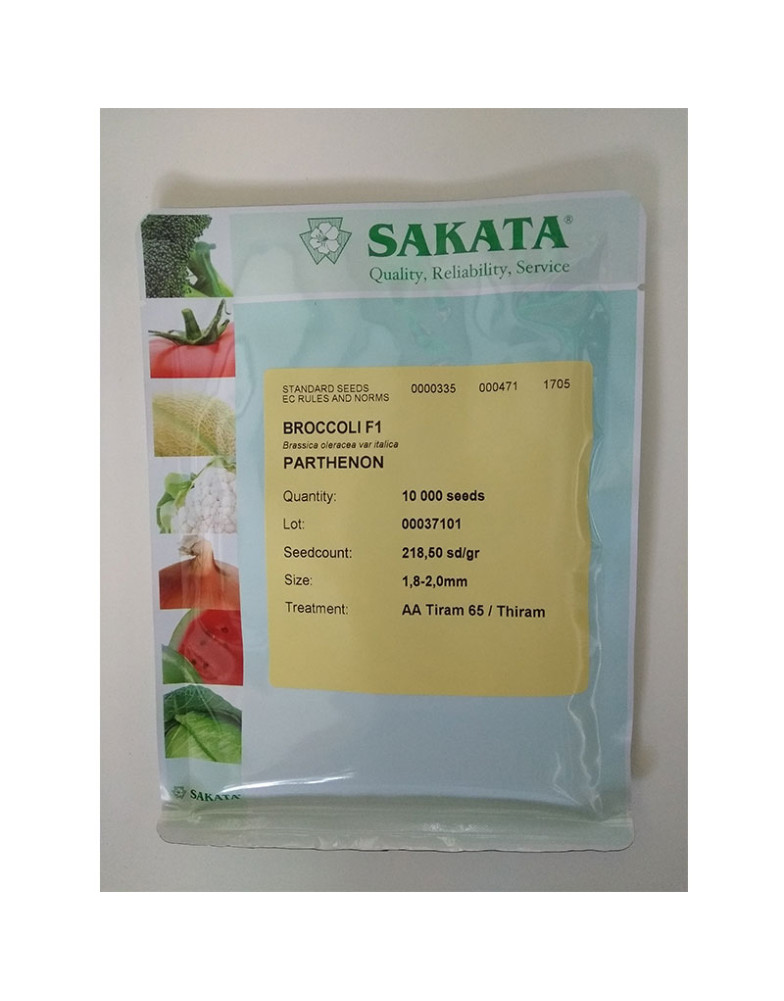 SAKATA®
Quality, Reliability, Service
STANDARD SEEDS 0000335 000471 1705
EC RULES AND NORMS
BROCCOLI F1
Brassica oleracea var italica
PARTHENON
Quantity: 10 000 seeds
Lot: 00037101
Seedcount: 218,50 sd/gr
Size: 1,8-2,0mm
Treatment: AA Tiram 65 / Thiram
SAKATA